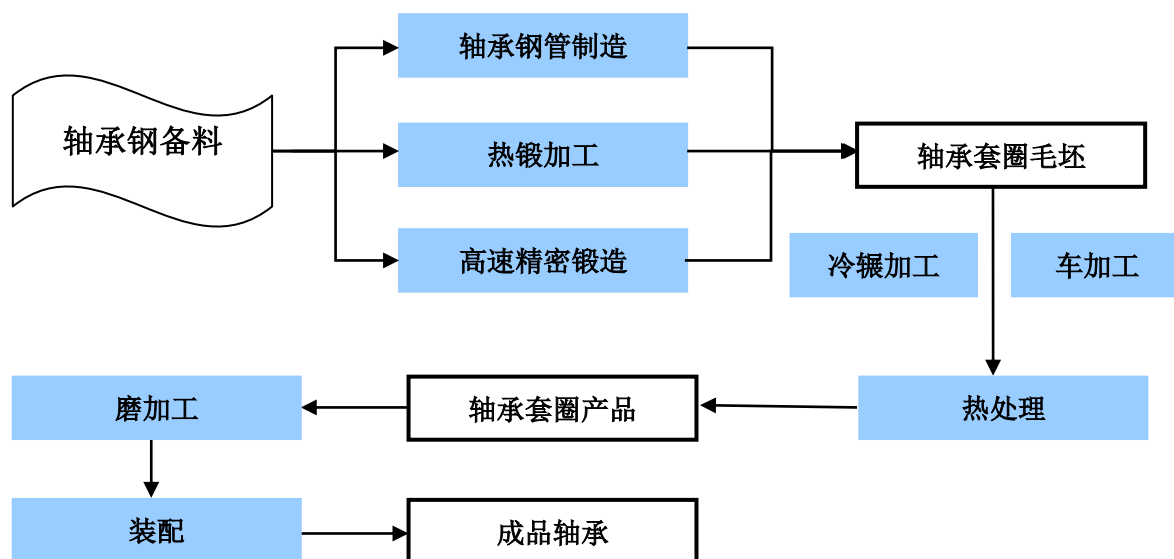 轴承钢管制造
轴承钢备料
热锻加工
轴承套圈毛坯
高速精密锻造
冷辗加工
车加工
磨加工
轴承套圈产品
热处理
装配
成品轴承